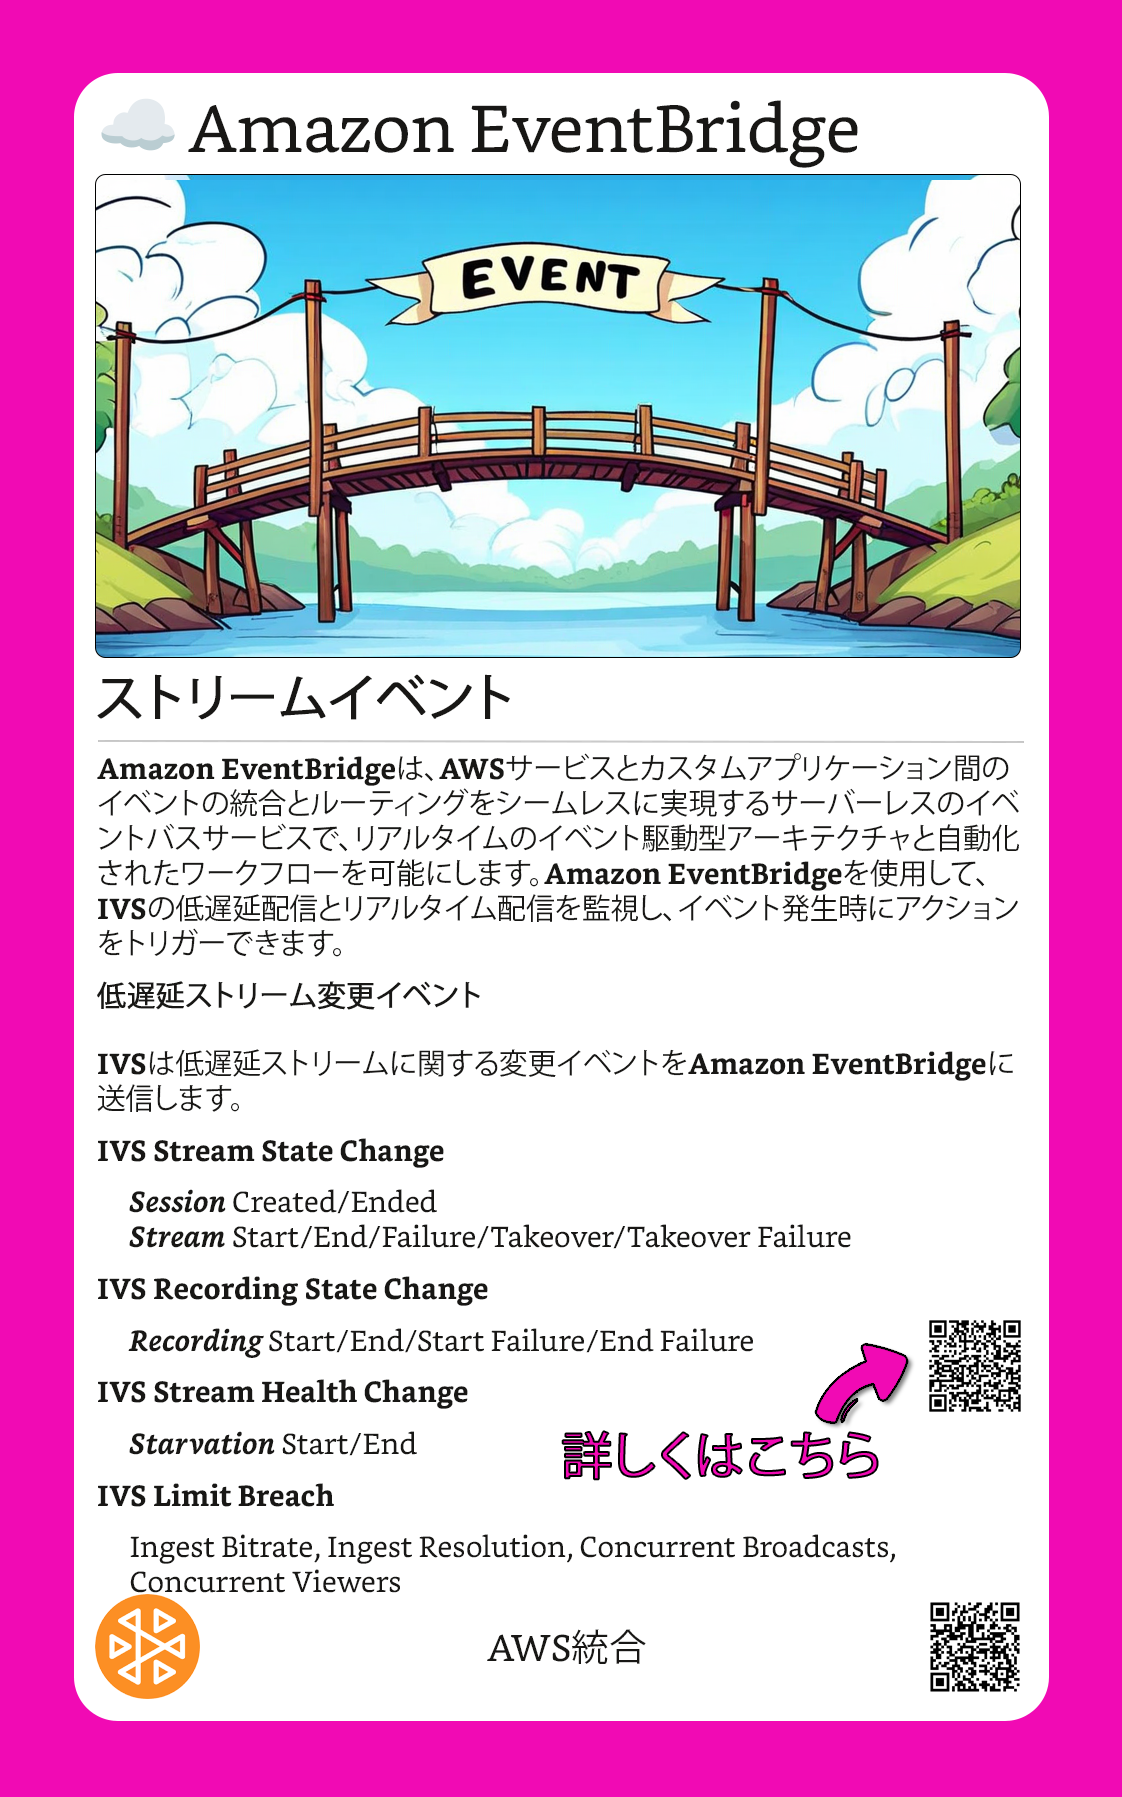 Amazon EventBridge
EVENT
ストリームイベント
Amazon EventBridgeは、AWSサービスとカスタムアプリケーション間の
イベントの統合とルーティングをシームレスに実現するサーバーレスのイベ
ントバスサービスで、リアルタイムのイベント駆動型アーキテクチャと自動化
されたワークフローを可能にします。Amazon EventBridgeを使用して、
IVSの低遅延配信とリアルタイム配信を監視し、イベント発生時にアクション
をトリガーできます。
低遅延ストリーム変更イベント
IVSは低遅延ストリームに関する変更イベントをAmazon EventBridgeに
送信します。
IVS Stream State Change
Session Created/Ended
Stream Start/End/Failure/Takeover/Takeover Failure
IVS Recording State Change
Recording Start/End/Start Failure/End Failure
IVS Stream Health Change
Starvation Start/End
詳しくはこちら
IVS Limit Breach
Ingest Bitrate, Ingest Resolution, Concurrent Broadcasts,
Concurrent Viewers
AWS統合